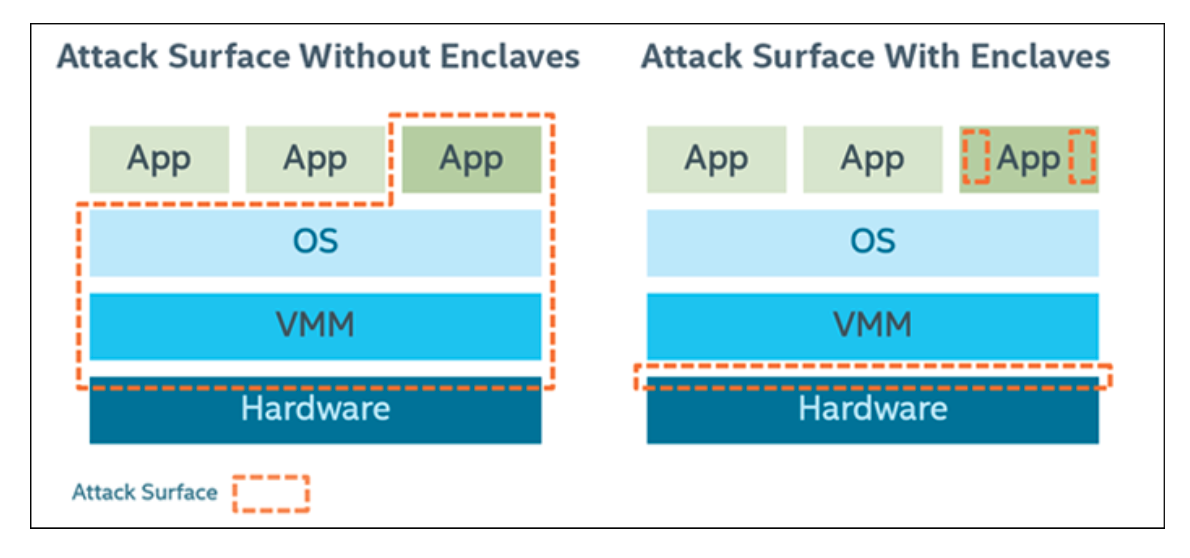 Attack Surface Without Enclaves
App App App
OS
VMM
Hardware
Attack Surface
Attack Surface With Enclaves
App App App
OS
VMM
Hardware